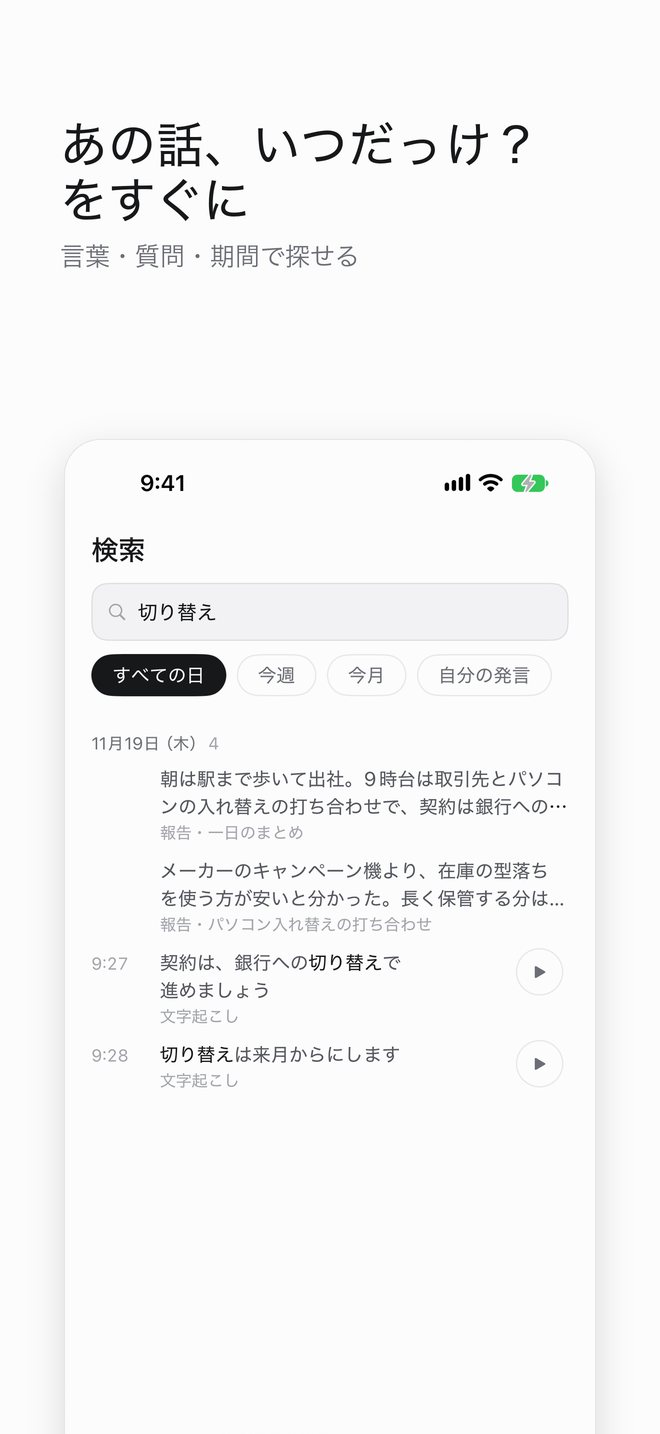 あの話、いつだっけ？
をすぐに
言葉・質問・期間で探せる
9:41
検索
切り替え
すべての日 今週 今月 自分の発言
11月19日（木） 4
朝は駅まで歩いて出社。9時台は取引先とパソコ
ンの入れ替えの打ち合わせで、契約は銀行への…
報告・一日のまとめ
メーカーのキャンペーン機より、在庫の型落ち
を使う方が安いと分かった。長く保管する分は...
報告・パソコン入れ替えの打ち合わせ
9:27 契約は、銀行への切り替えで
進めましょう
文字起こし
9:28 切り替えは来月からにします
文字起こし